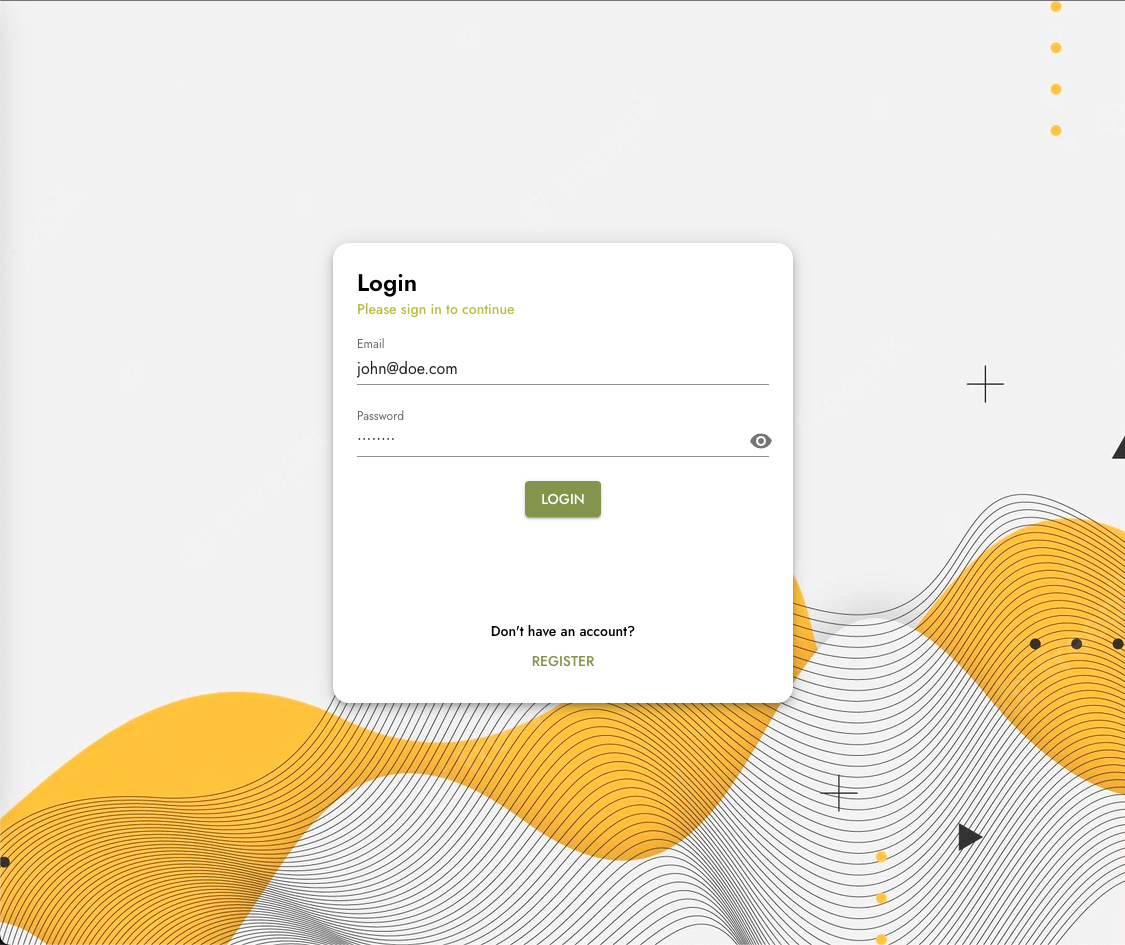 Login
Please sign in to continue
Email
john@doe.com
Password
········
LOGIN
Don't have an account?
REGISTER